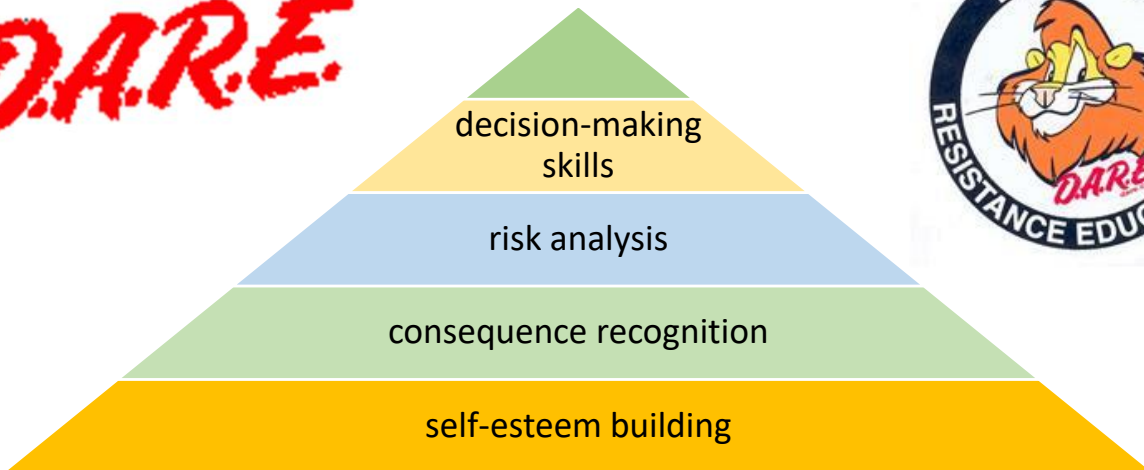 D.A.R.E.
decision-making
skills
risk analysis
consequence recognition
self-esteem building
RESISTANCE EDUC
D.A.R.E